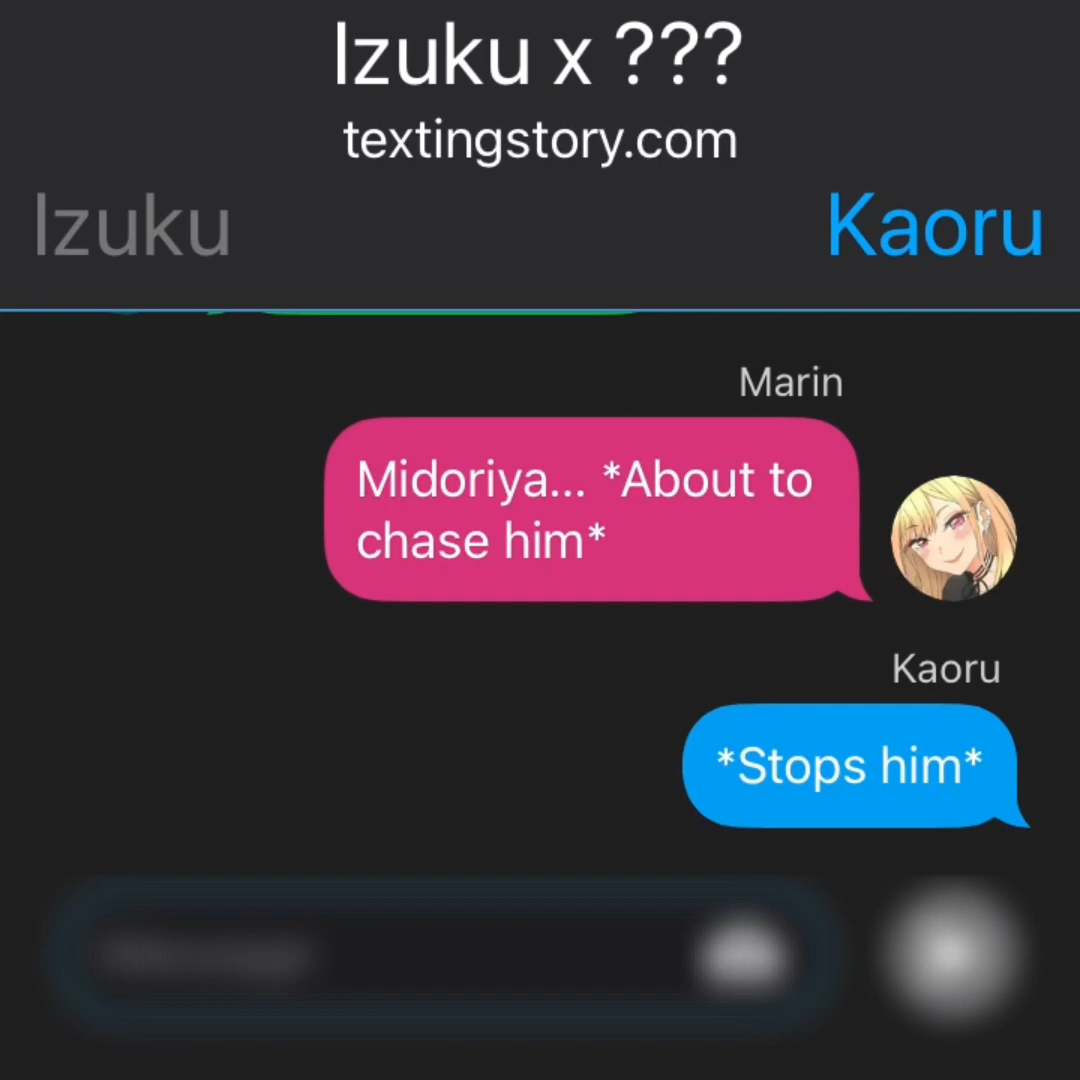 Izuku x ???
textingstory.com
Izuku
Kaoru
Marin
Midoriya... *About to
chase him*
Kaoru
*Stops him*